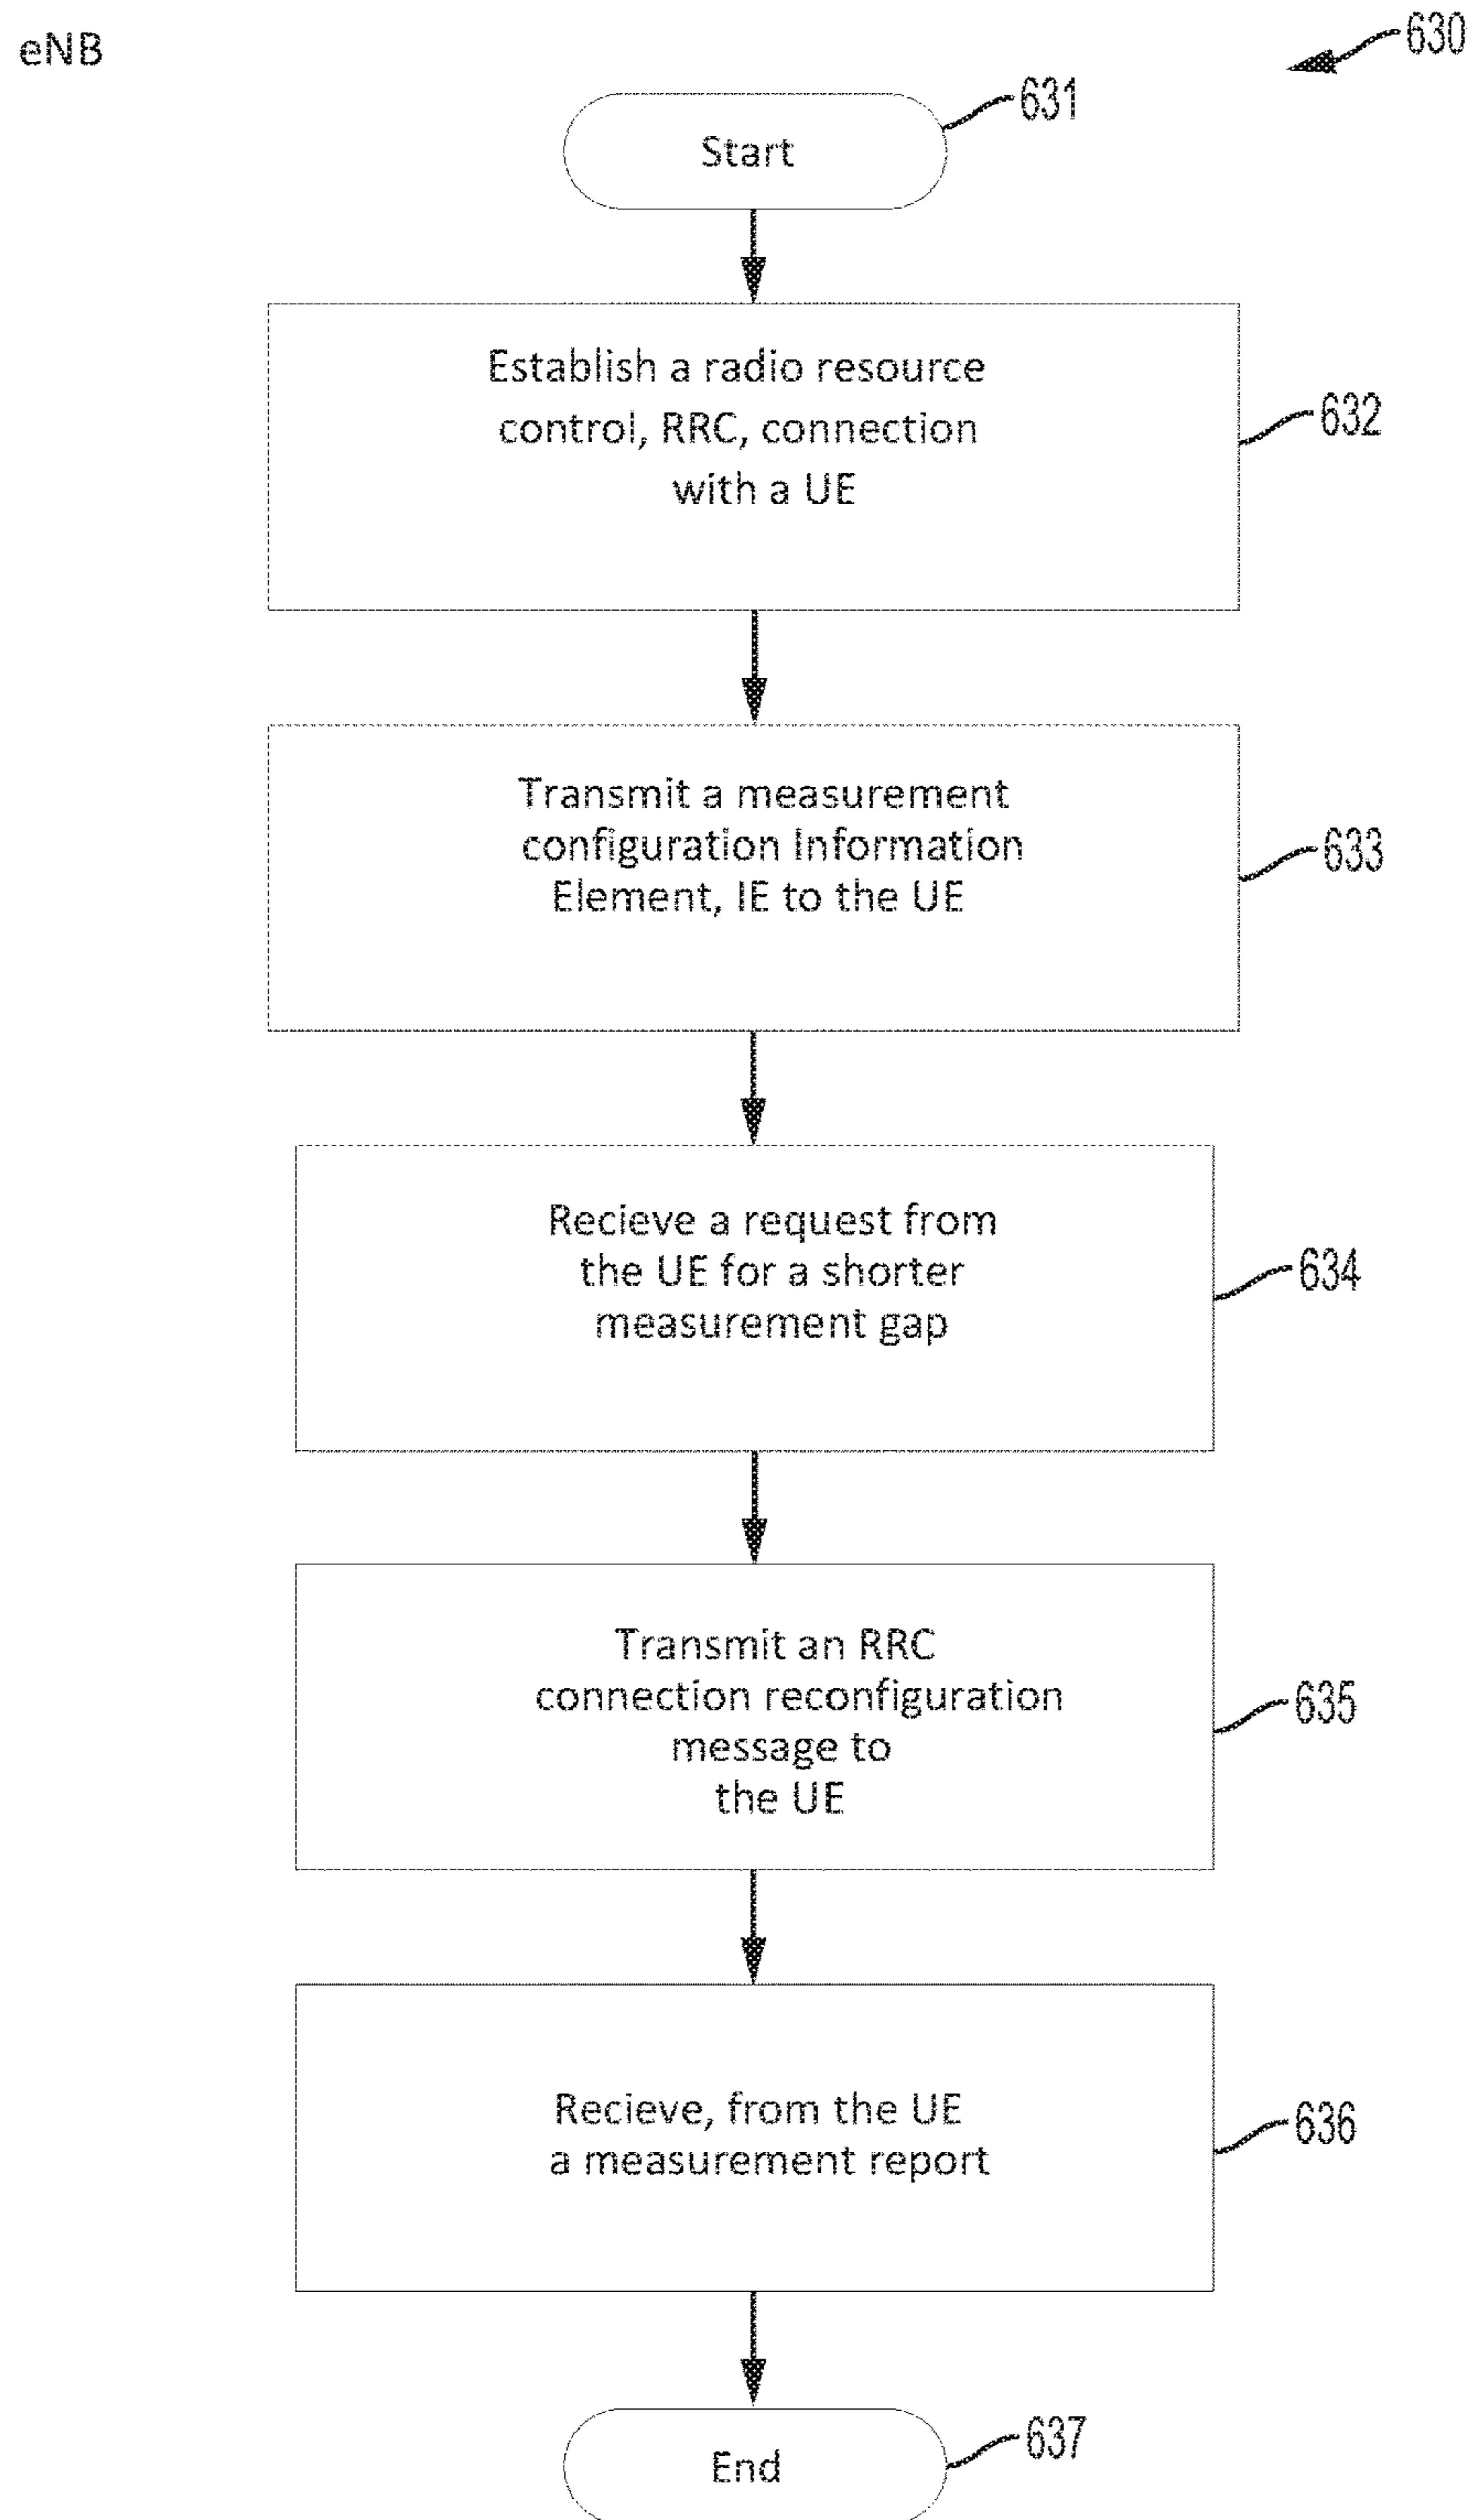 eNB
630
631
Start
Establish a radio resource
control, RRC, connection
with a UE
632
Transmit a measurement
configuration Information
Element, IE to the UE
633
Recieve a request from
the UE for a shorter
measurement gap
634
Transmit an RRC
connection reconfiguration
message to
the UE
635
Recieve, from the UE
a measurement report
636
End
637